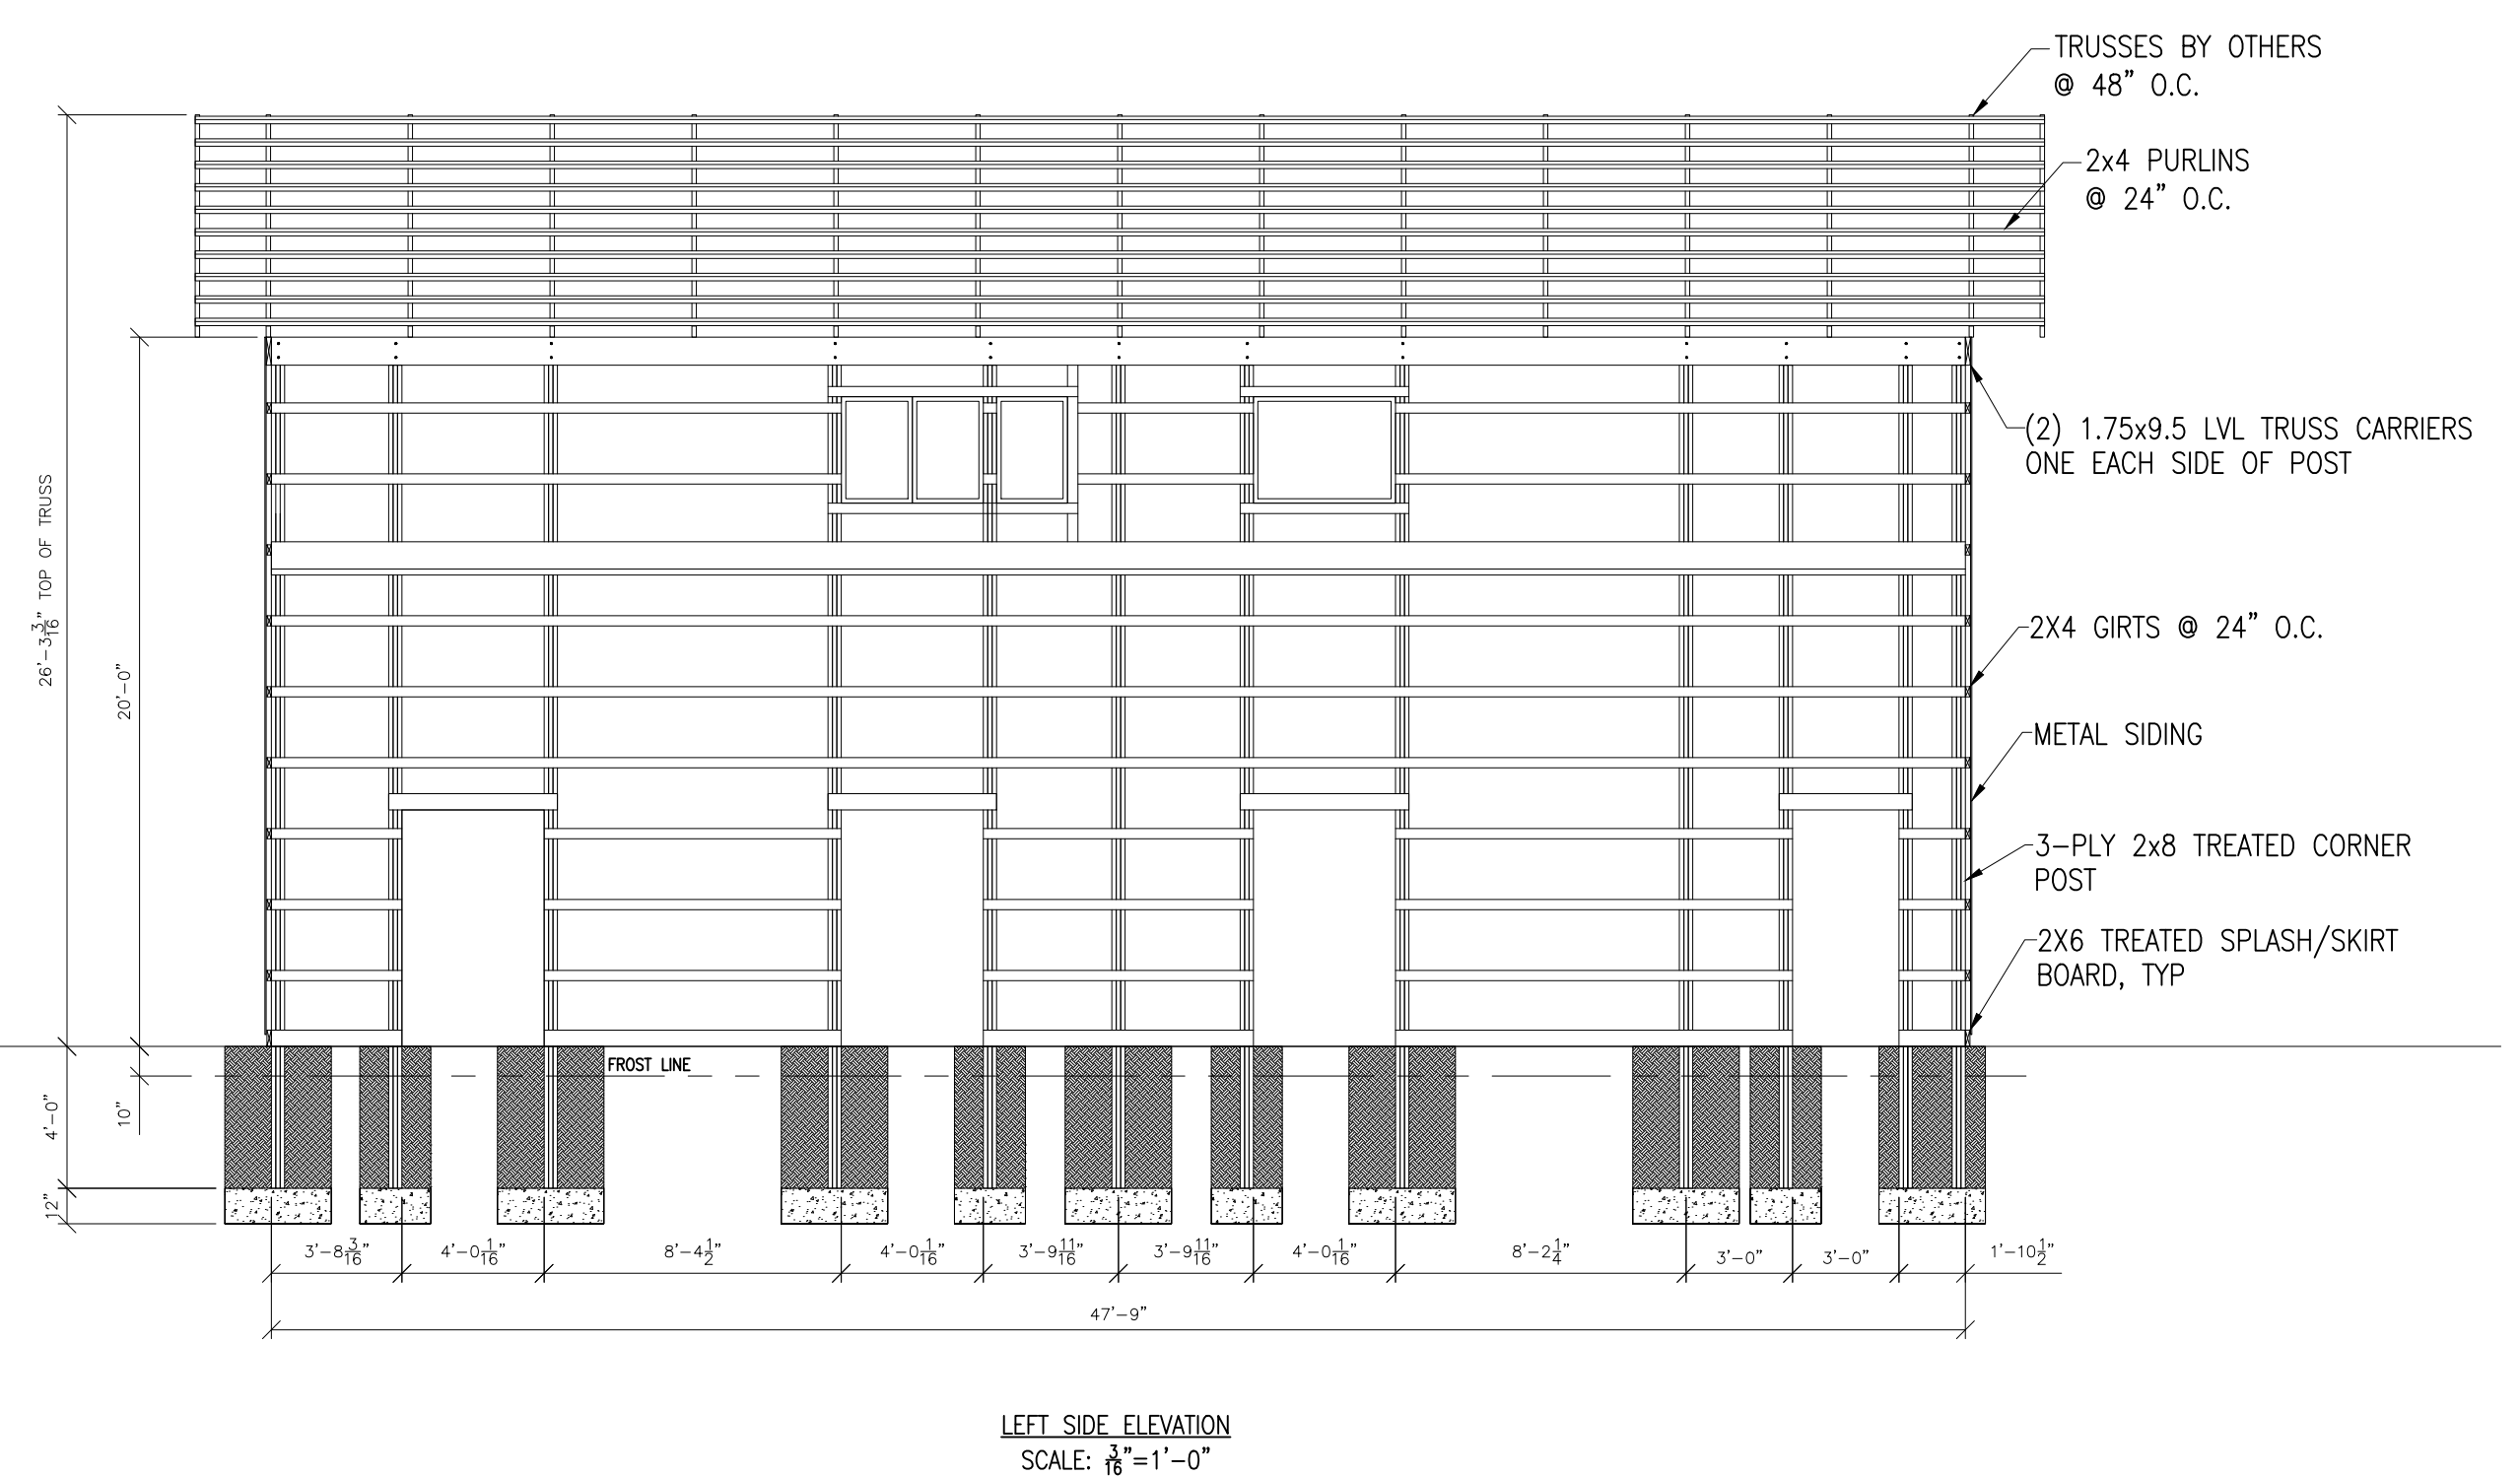 TRUSSES BY OTHERS
@ 48" O.C.
2x4 PURLINS
@ 24" O.C.
(2) 1.75x9.5 LVL TRUSS CARRIERS
ONE EACH SIDE OF POST
26'-3 3/16" TOP OF TRUSS
20'-0"
2X4 GIRTS @ 24" O.C.
METAL SIDING
3-PLY 2x8 TREATED CORNER
POST
2X6 TREATED SPLASH/SKIRT
BOARD, TYP
FROST LINE
4'-0"
10"
12"
3'-8 3/16" 4'-0 1/16" 8'-4 1/2" 4'-0 1/16" 3'-9 11/16" 3'-9 11/16" 4'-0 1/16" 8'-2 1/4" 3'-0" 3'-0" 1'-10 1/2"
47'-9"
LEFT SIDE ELEVATION
SCALE: 3/16"=1'-0"